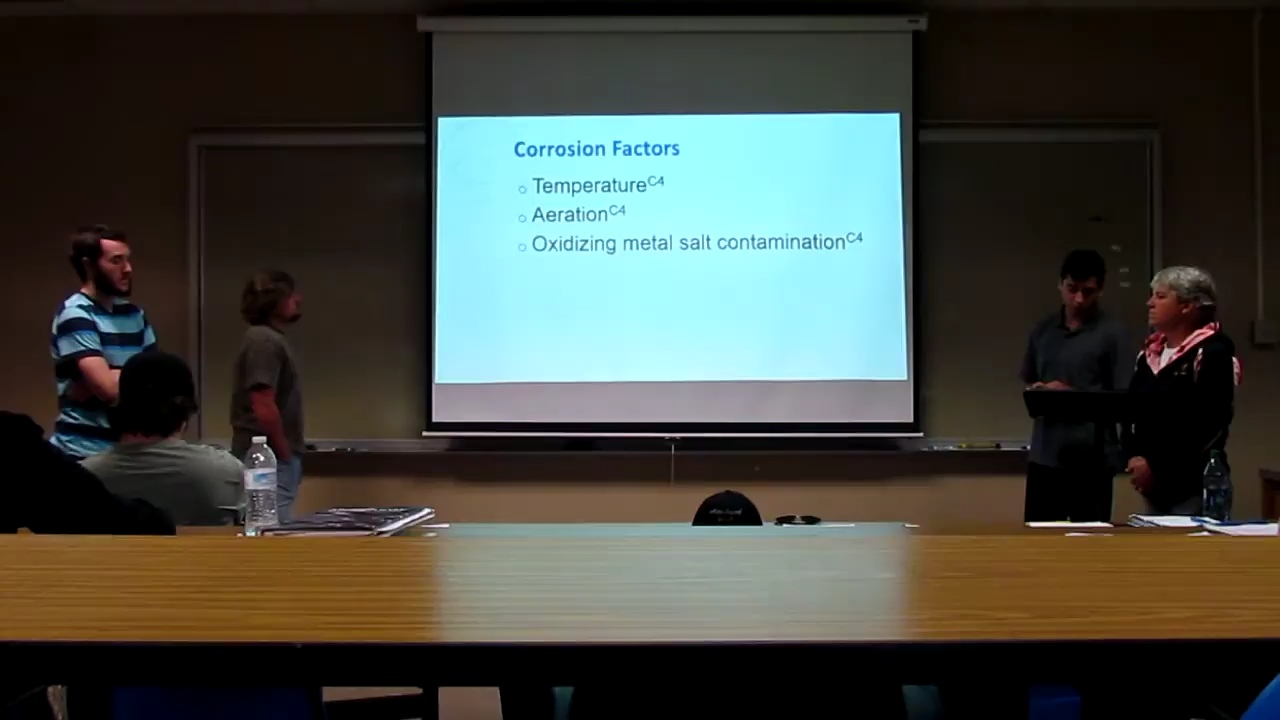 Corrosion Factors
○ Temperature^C4
○ Aeration^C4
○ Oxidizing metal salt contamination^C4